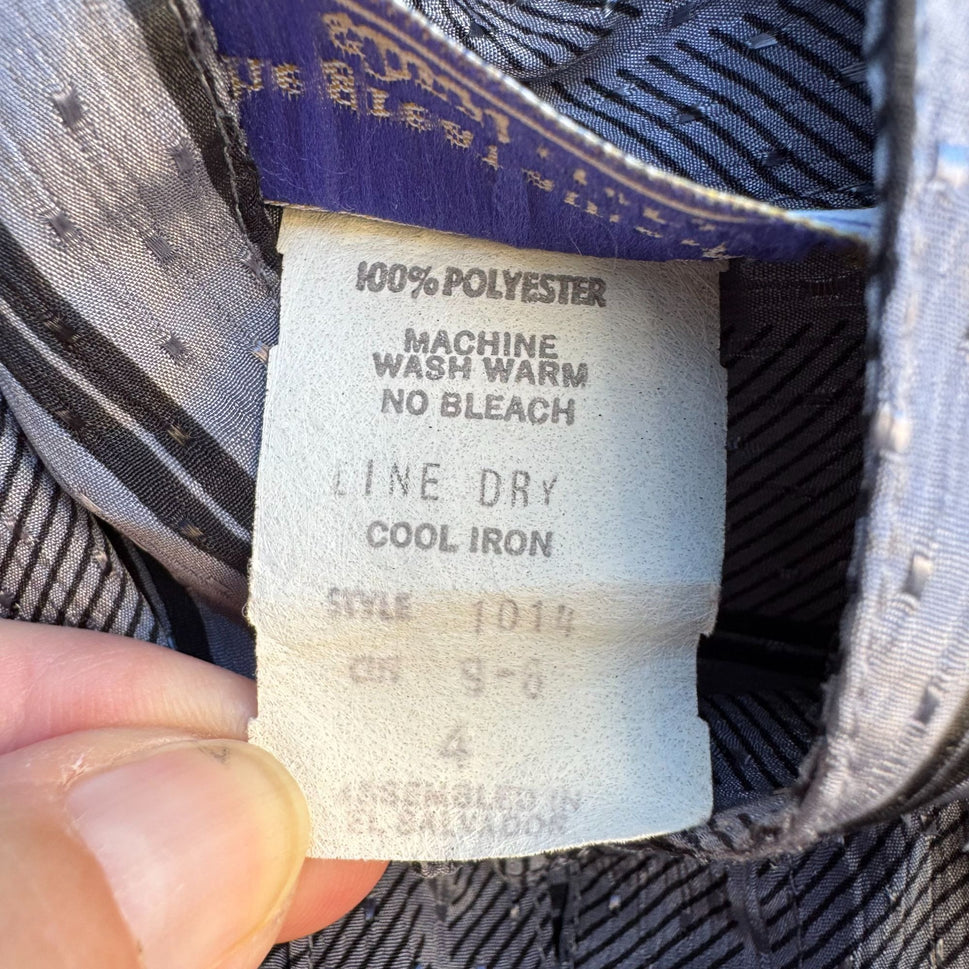 100% POLYESTER
MACHINE
WASH WARM
NO BLEACH
LINE DRY
COOL IRON
STYLE 1014
4
ASSEMBLED IN
EL SALVADOR